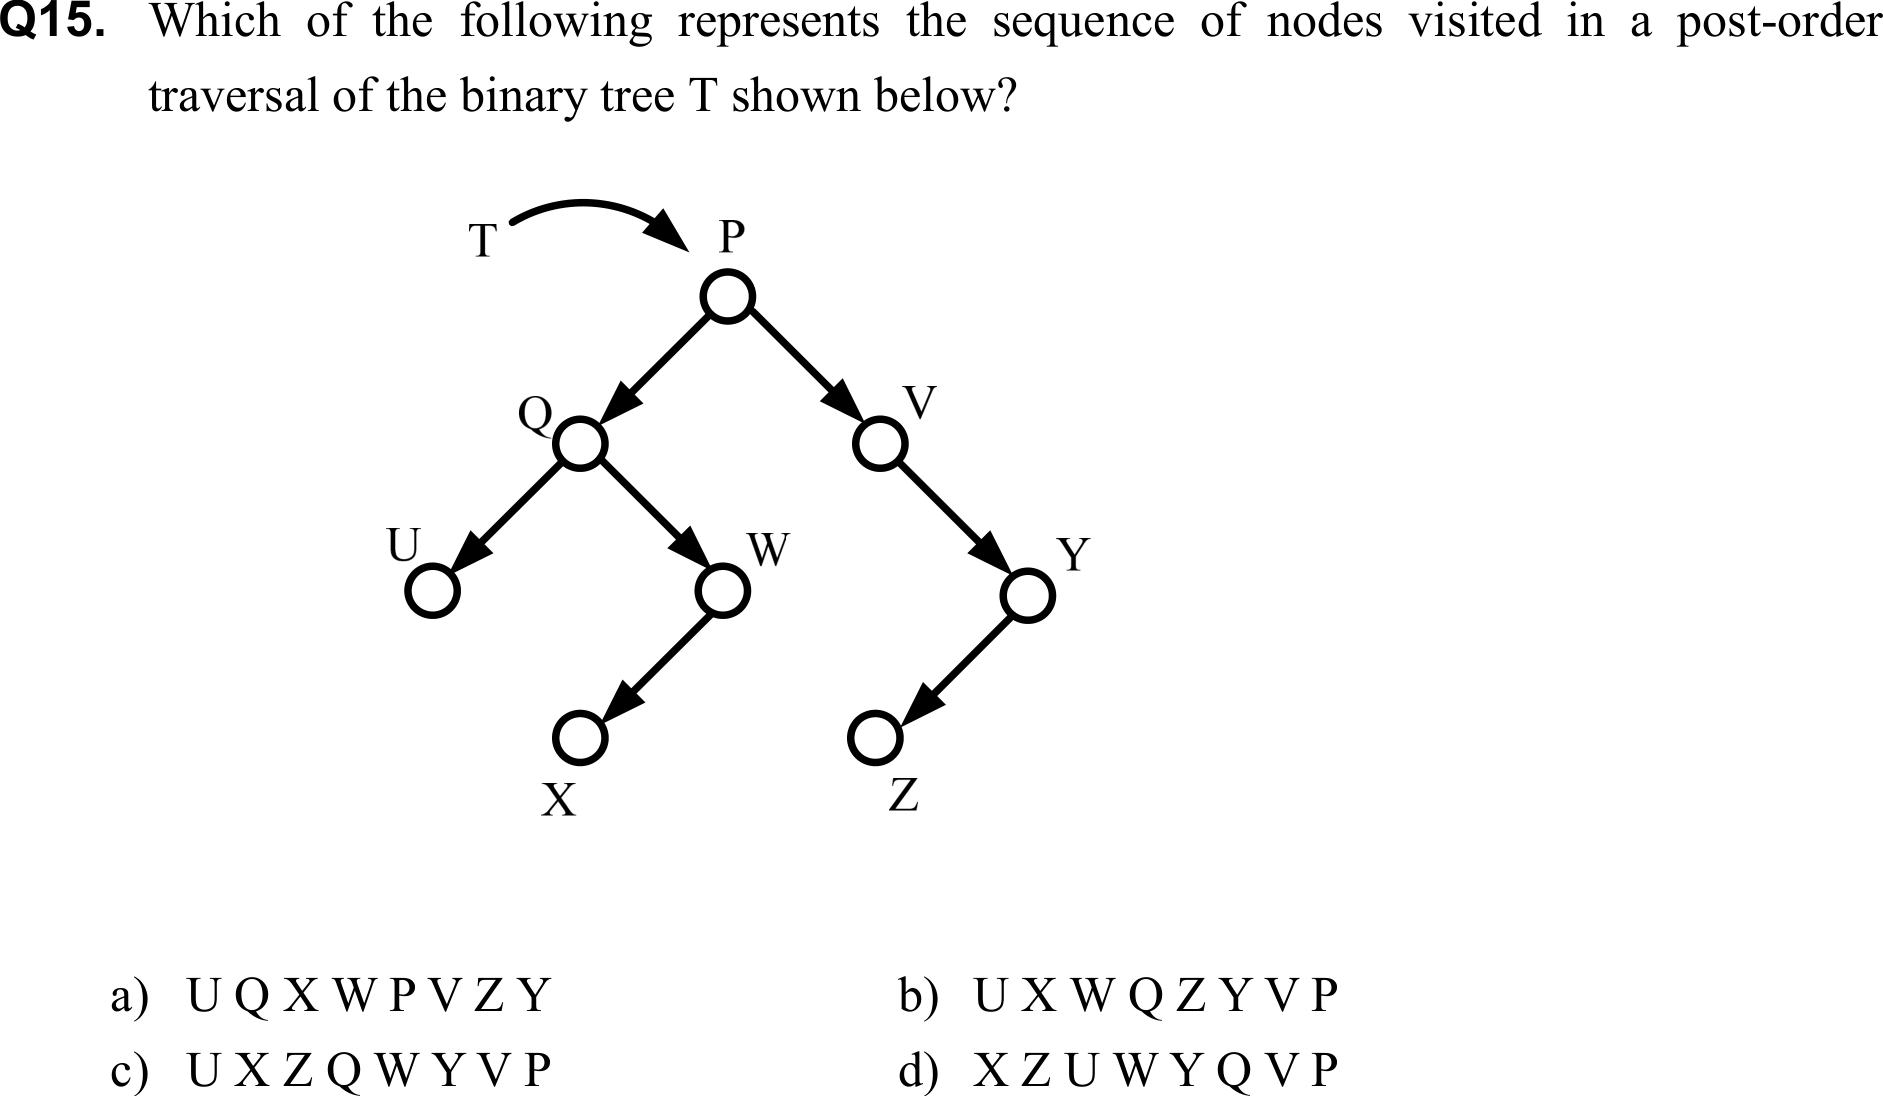 Q15. Which of the following represents the sequence of nodes visited in a post-order
traversal of the binary tree T shown below?
T
P
Q
V
U
W
Y
X
Z
a) U Q X W P V Z Y
b) U X W Q Z Y V P
c) U X Z Q W Y V P
d) X Z U W Y Q V P